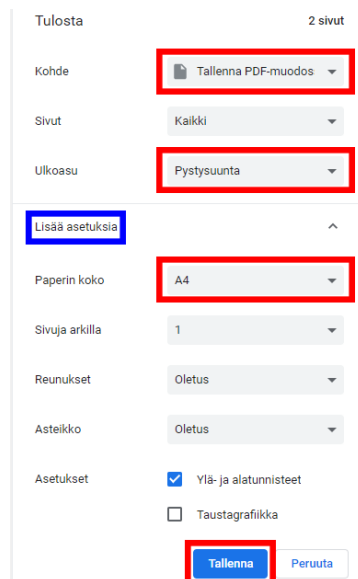 Tulosta 2 sivut
Kohde Tallenna PDF-muodos
Sivut Kaikki
Ulkoasu Pystysuunta
Lisää asetuksia
Paperin koko A4
Sivuja arkilla 1
Reunukset Oletus
Asteikko Oletus
Asetukset Ylä- ja alatunnisteet
Taustagrafiikka
Tallenna Peruuta